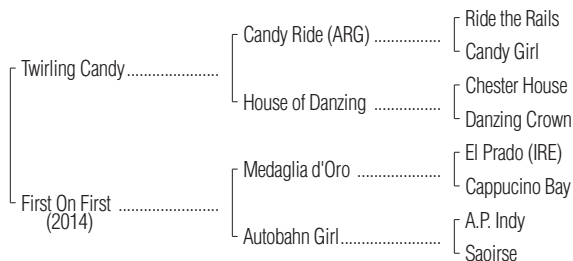 Ride the Rails
Candy Ride (ARG) ................
Candy Girl
Twirling Candy ......................
Chester House
House of Danzing ................
Danzing Crown
El Prado (IRE)
Medaglia d'Oro ....................
Cappucino Bay
First On First ........................
(2014)
A.P. Indy
Autobahn Girl........................
Saoirse